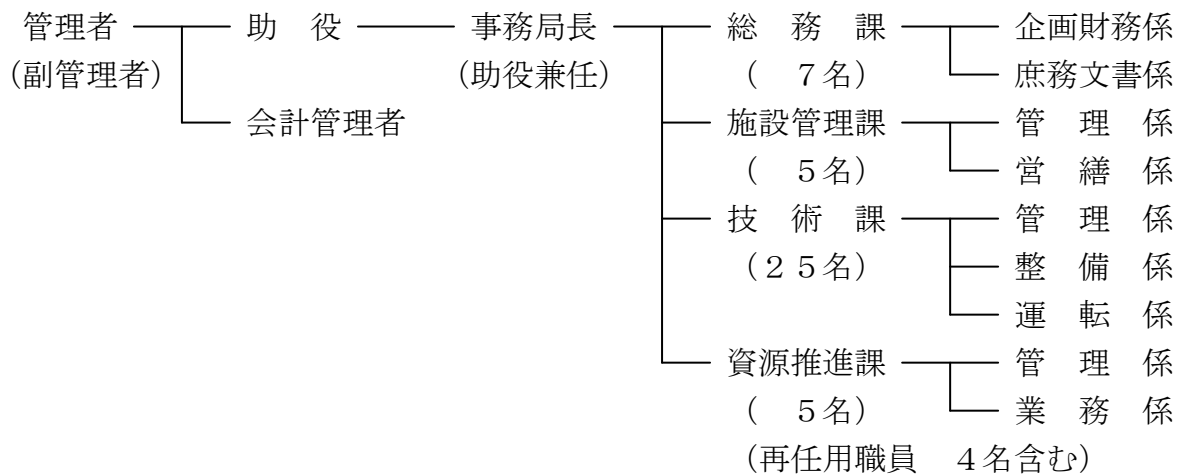 管理者 助　役 事務局長 総　務　課 企画財務係
(副管理者) (助役兼任) (　７名) 庶務文書係
会計管理者 施設管理課 管　理　係
(　５名) 営　繕　係
技　術　課 管　理　係
(２５名) 整　備　係
運　転　係
資源推進課 管　理　係
(　５名) 業　務　係
(再任用職員　４名含む)